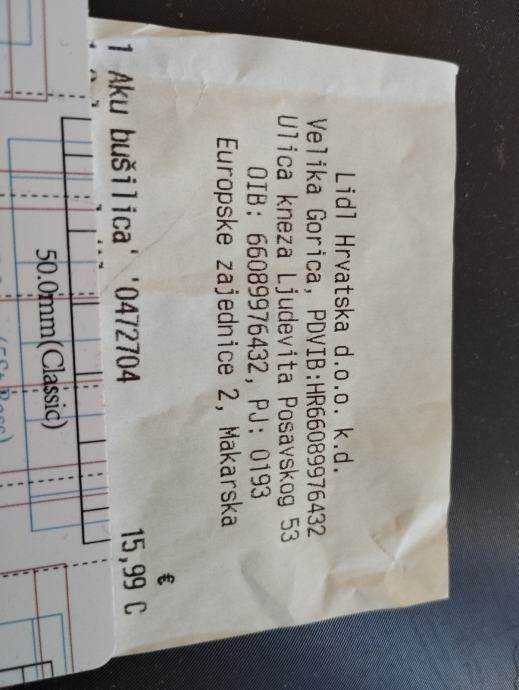 Lidl Hrvatska d.o.o. k.d.
Velika Gorica, PDVIB:HR66089976432
Ulica kneza Ljudevita Posavskog 53
OIB: 66089976432, PJ: 0193
Europske zajednice 2, Makarska
€
1 Aku bušilica 0472704 15,99 C
50.0mm(Classic)